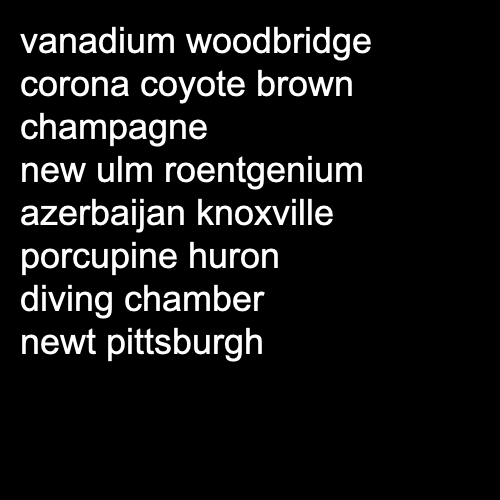 vanadium woodbridge
corona coyote brown
champagne
new ulm roentgenium
azerbaijan knoxville
porcupine huron
diving chamber
newt pittsburgh